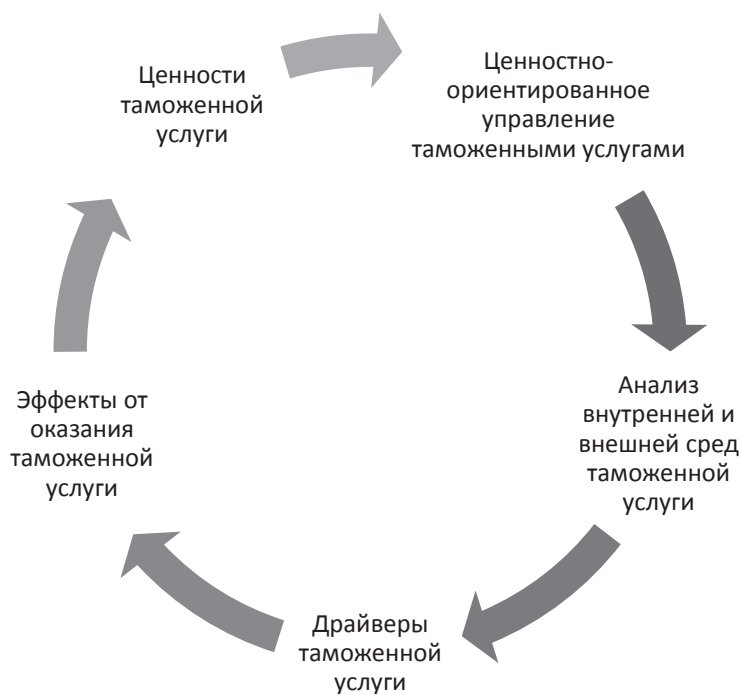 Ценности
таможенной
услуги
Ценностно-
ориентированное
управление
таможенными услугами
Анализ
внутренней и
внешней сред
таможенной
услуги
Драйверы
таможенной
услуги
Эффекты от
оказания
таможенной
услуги